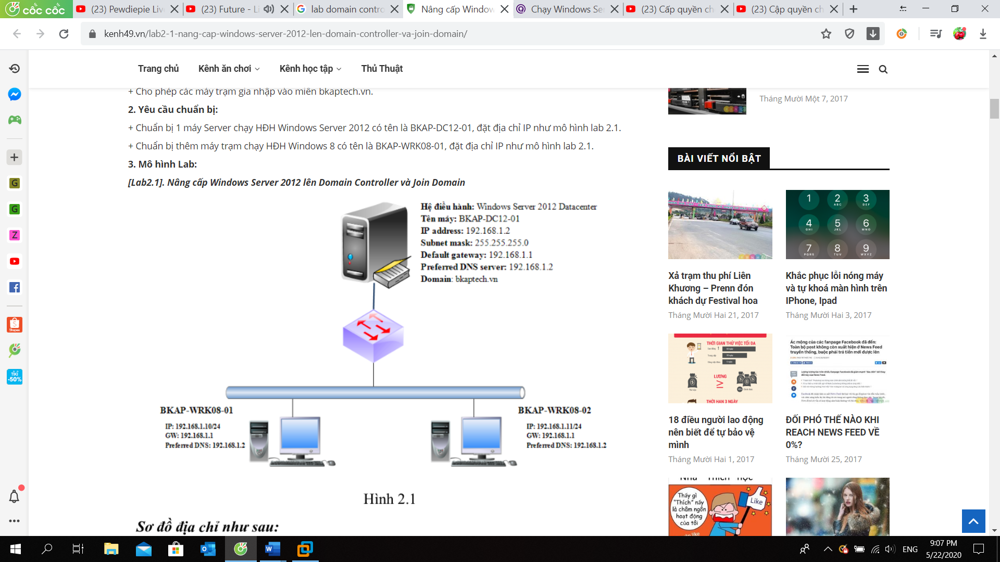 cốc cốc
(23) Pewdiepie Liv
(23) Future - Li
lab domain contro
Nâng cấp Window
Chạy Windows Se
(23) Cấp quyền ch
(23) Cập quyền ch
kenh49.vn/lab2-1-nang-cap-windows-server-2012-len-domain-controller-va-join-domain/
Trang chủ
Kênh ăn chơi
Kênh học tập
Thủ Thuật
+ Cho phép các máy trạm gia nhập vào miền bkaptech.vn.
2. Yêu cầu chuẩn bị:
+ Chuẩn bị 1 máy Server chạy HĐH Windows Server 2012 có tên là BKAP-DC12-01, đặt địa chỉ IP như mô hình lab 2.1.
+ Chuẩn bị thêm máy trạm chạy HĐH Windows 8 có tên là BKAP-WRK08-01, đặt địa chỉ IP như mô hình lab 2.1.
3. Mô hình Lab:
[Lab2.1]. Nâng cấp Windows Server 2012 lên Domain Controller và Join Domain
Hệ điều hành: Windows Server 2012 Datacenter
Tên máy: BKAP-DC12-01
IP address: 192.168.1.2
Subnet mask: 255.255.255.0
Default gateway: 192.168.1.1
Preferred DNS server: 192.168.1.2
Domain: bkaptech.vn
BKAP-WRK08-01
IP: 192.168.1.10/24
GW: 192.168.1.1
Preferred DNS: 192.168.1.2
BKAP-WRK08-02
IP: 192.168.1.11/24
GW: 192.168.1.1
Preferred DNS: 192.168.1.2
Hình 2.1
Sơ đồ địa chỉ như sau:
Tháng Mười Một 7, 2017
BÀI VIẾT NỔI BẬT
1 2 ABC 3 DEF
4 GHI 5 JKL 6 MNO
7 PQRS 8 TUV 9 WXYZ
Xả trạm thu phí Liên
Khương – Prenn đón
khách dự Festival hoa
Tháng Mười Hai 21, 2017
Khắc phục lỗi nóng máy
và tự khoá màn hình trên
IPhone, Ipad
Tháng Mười Hai 3, 2017
THỜI GIAN THỬ VIỆC TỐI ĐA
LƯƠNG
≥
THỜI HẠN 3 NGÀY
Ác mộng của các fanpage Facebook đã đến:
Toàn bộ post không còn xuất hiện ở News Feed
truyền thống, buộc phải trả tiền mới được lên
18 điều người lao động
nên biết để tự bảo vệ
mình
Tháng Mười Hai 1, 2017
ĐỐI PHÓ THẾ NÀO KHI
REACH NEWS FEED VỀ
0%?
Tháng Mười 25, 2017
Nhà "Thích" học
Thấy gì
"Thích" nấy
là châm ngôn
hoạt động
của tôi
Like
G
G
Z
Shopee
TIKI
-50%
ENG
9:07 PM
5/22/2020